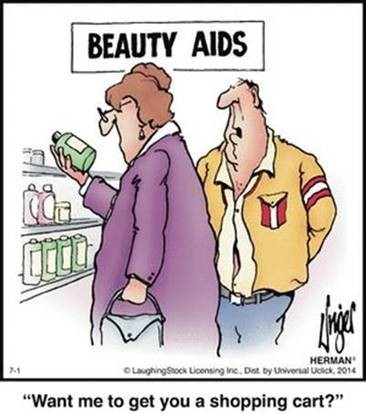 BEAUTY AIDS
Unger
HERMAN®
7-1
© LaughingStock Licensing Inc., Dist. by Universal Uclick, 2014
"Want me to get you a shopping cart?"